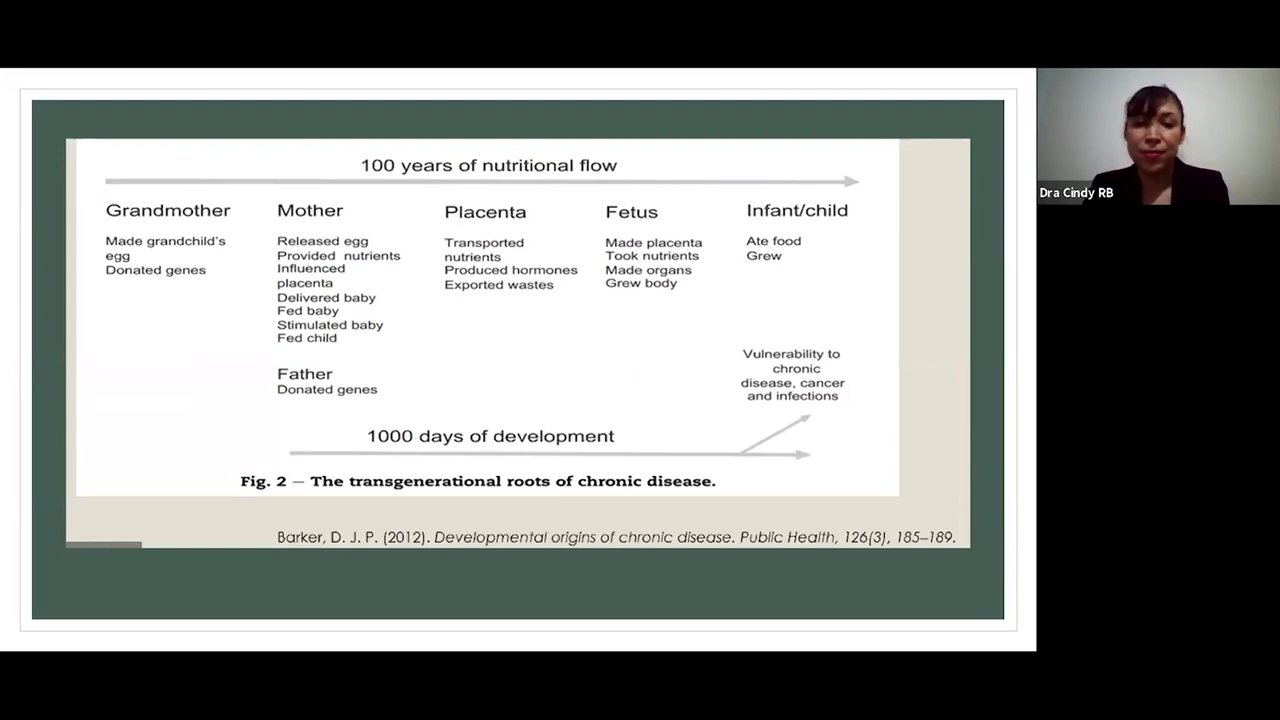 100 years of nutritional flow
Grandmother
Made grandchild's
egg
Donated genes
Mother
Released egg
Provided nutrients
Influenced
placenta
Delivered baby
Fed baby
Stimulated baby
Fed child
Father
Donated genes
Placenta
Transported
nutrients
Produced hormones
Exported wastes
Fetus
Made placenta
Took nutrients
Made organs
Grew body
Infant/child
Ate food
Grew
Vulnerability to
chronic
disease, cancer
and infections
1000 days of development
Fig. 2 – The transgenerational roots of chronic disease.
Barker, D. J. P. (2012). Developmental origins of chronic disease. Public Health, 126(3), 185–189.
Dra Cindy RB